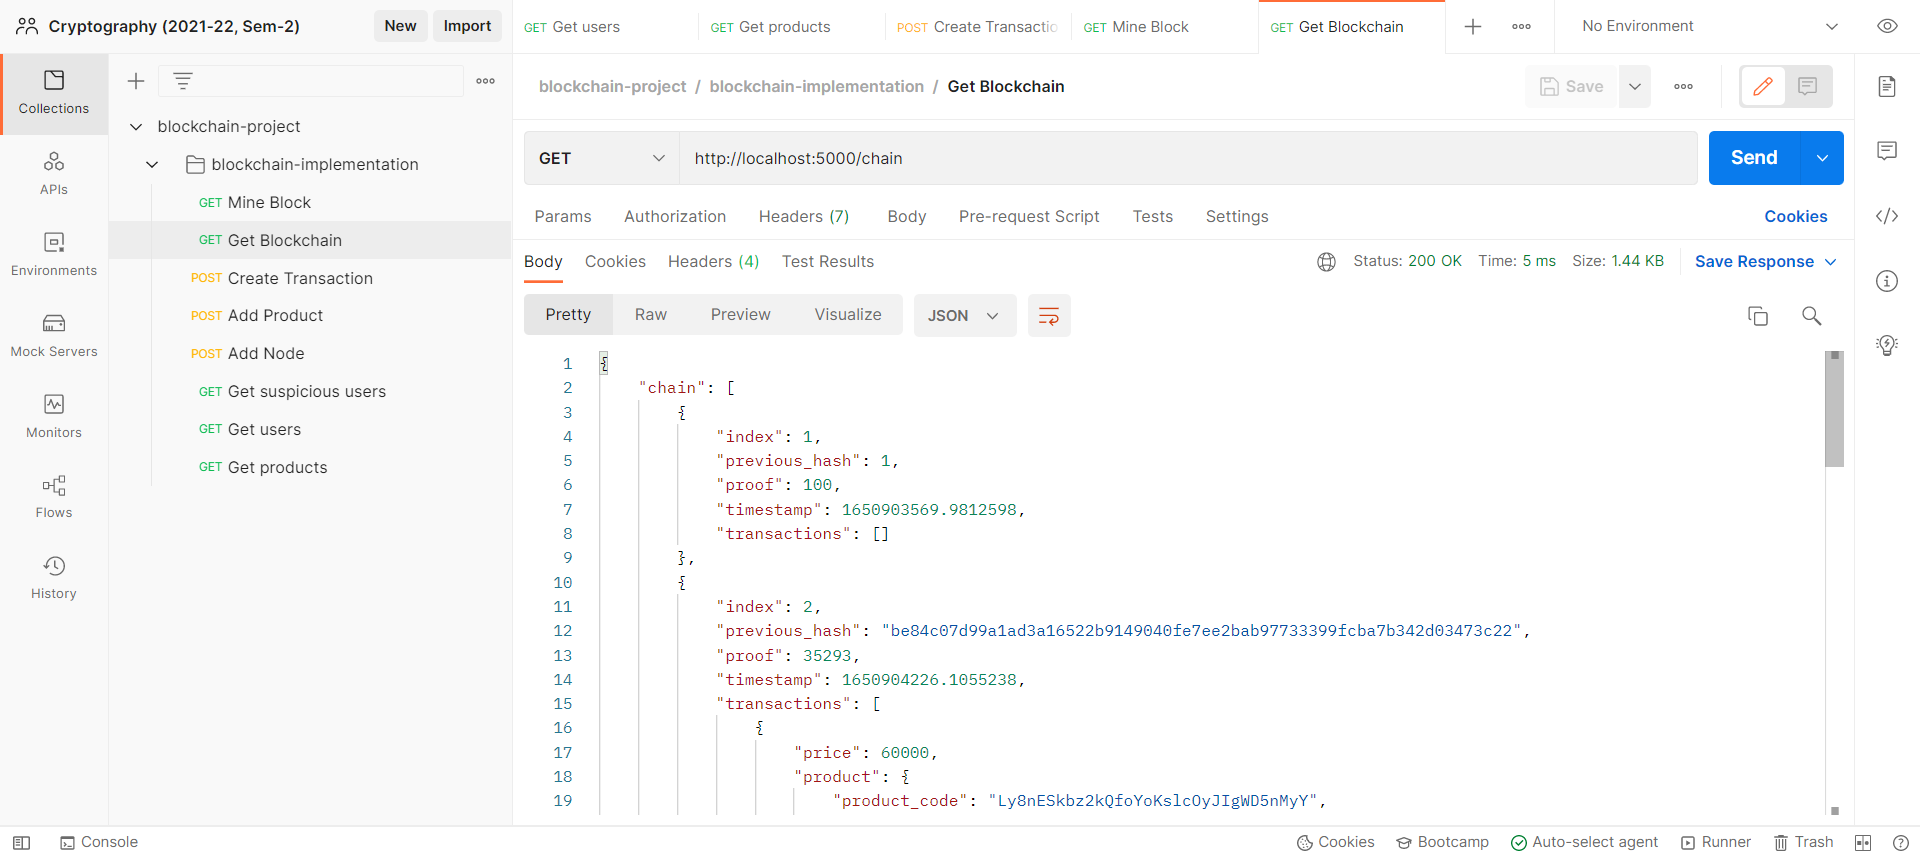 Cryptography (2021-22, Sem-2)
New
Import
GET Get users
GET Get products
POST Create Transactio
GET Mine Block
GET Get Blockchain
No Environment
Collections
APIs
Environments
Mock Servers
Monitors
Flows
History
blockchain-project
blockchain-implementation
GET Mine Block
GET Get Blockchain
POST Create Transaction
POST Add Product
POST Add Node
GET Get suspicious users
GET Get users
GET Get products
blockchain-project / blockchain-implementation / Get Blockchain
Save
GET
http://localhost:5000/chain
Send
Params
Authorization
Headers (7)
Body
Pre-request Script
Tests
Settings
Cookies
Body
Cookies
Headers (4)
Test Results
Status: 200 OK
Time: 5 ms
Size: 1.44 KB
Save Response
Pretty
Raw
Preview
Visualize
JSON
1 {
2 "chain": [
3 {
4 "index": 1,
5 "previous_hash": 1,
6 "proof": 100,
7 "timestamp": 1650903569.9812598,
8 "transactions": []
9 },
10 {
11 "index": 2,
12 "previous_hash": "be84c07d99a1ad3a16522b9149040fe7ee2bab97733399fcba7b342d03473c22",
13 "proof": 35293,
14 "timestamp": 1650904226.1055238,
15 "transactions": [
16 {
17 "price": 60000,
18 "product": {
19 "product_code": "Ly8nESkbz2kQfoYoKslcOyJIgWD5nMyY",
Console
Cookies
Bootcamp
Auto-select agent
Runner
Trash